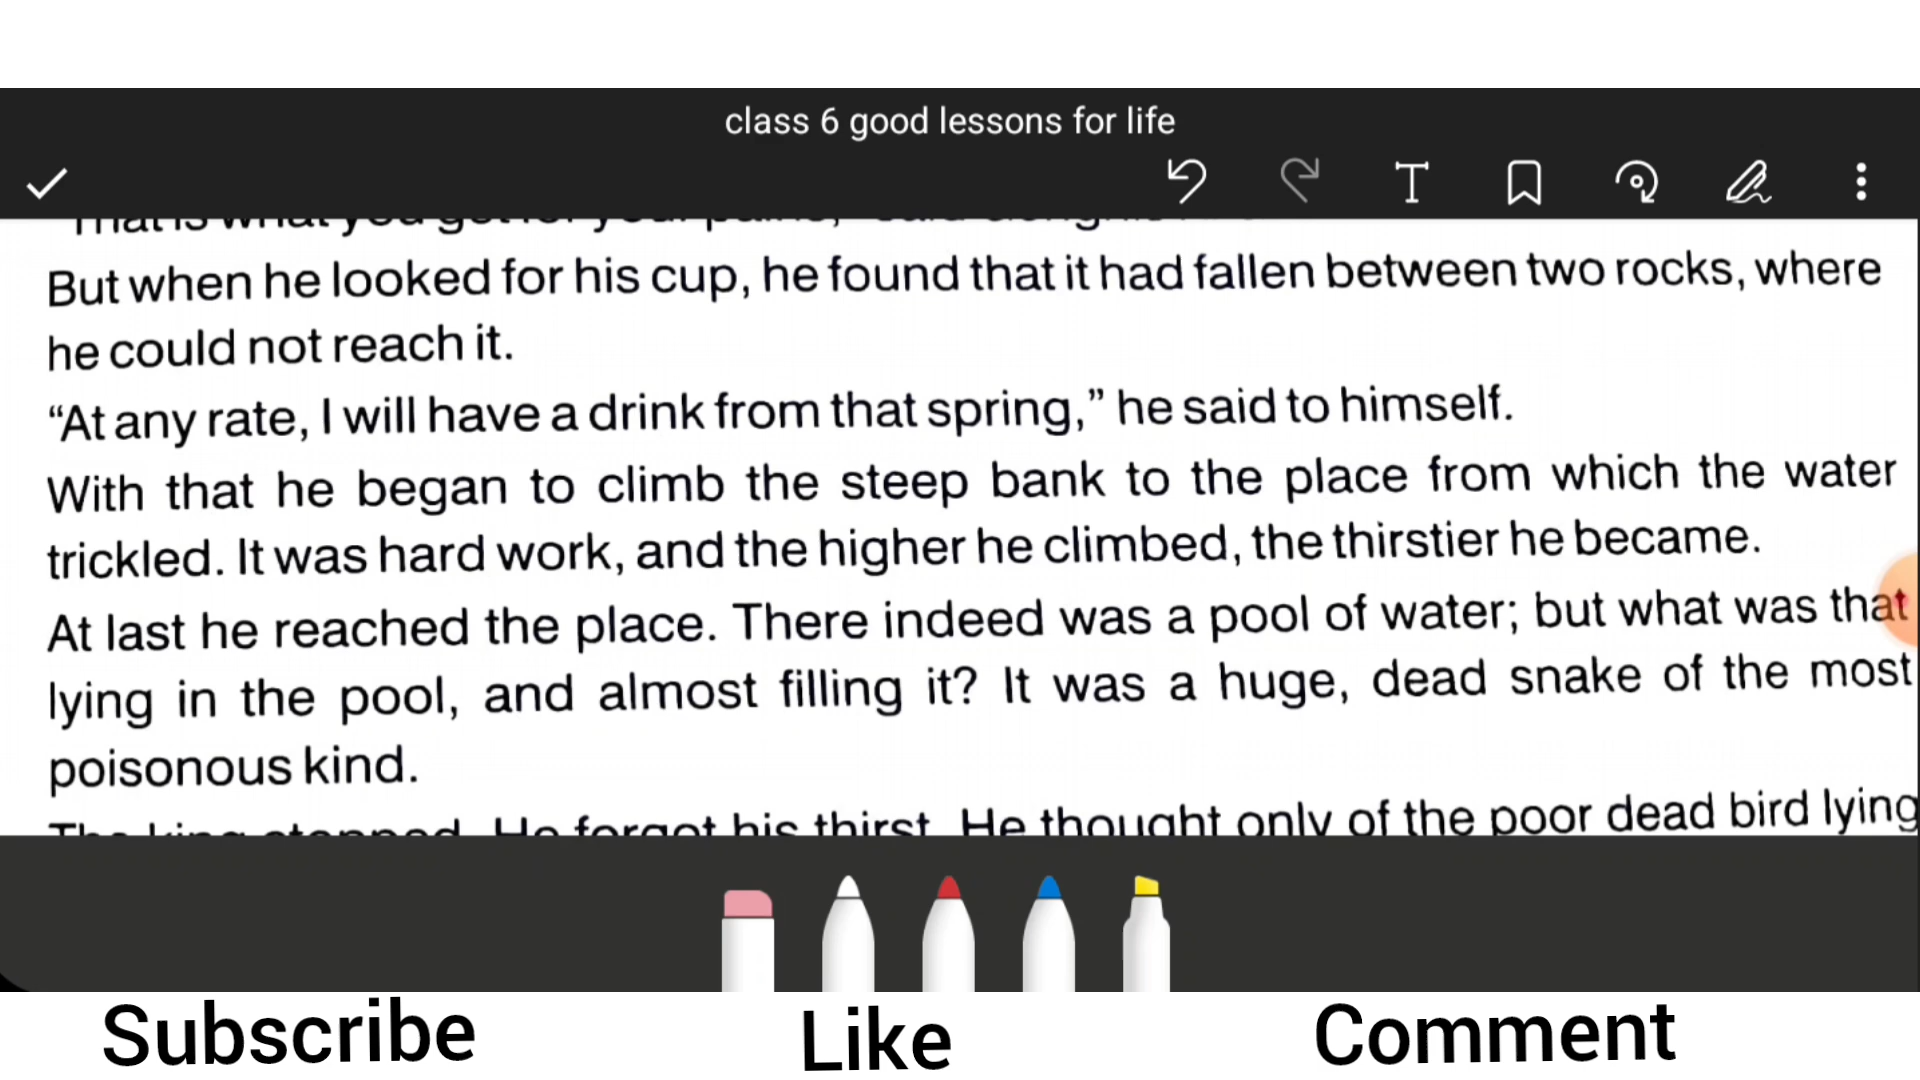 class 6 good lessons for life
But when he looked for his cup, he found that it had fallen between two rocks, where
he could not reach it.
“At any rate, I will have a drink from that spring,” he said to himself.
With that he began to climb the steep bank to the place from which the water
trickled. It was hard work, and the higher he climbed, the thirstier he became.
At last he reached the place. There indeed was a pool of water; but what was that
lying in the pool, and almost filling it? It was a huge, dead snake of the most
poisonous kind.
The king stopped. He forgot his thirst. He thought only of the poor dead bird lying
Subscribe
Like
Comment